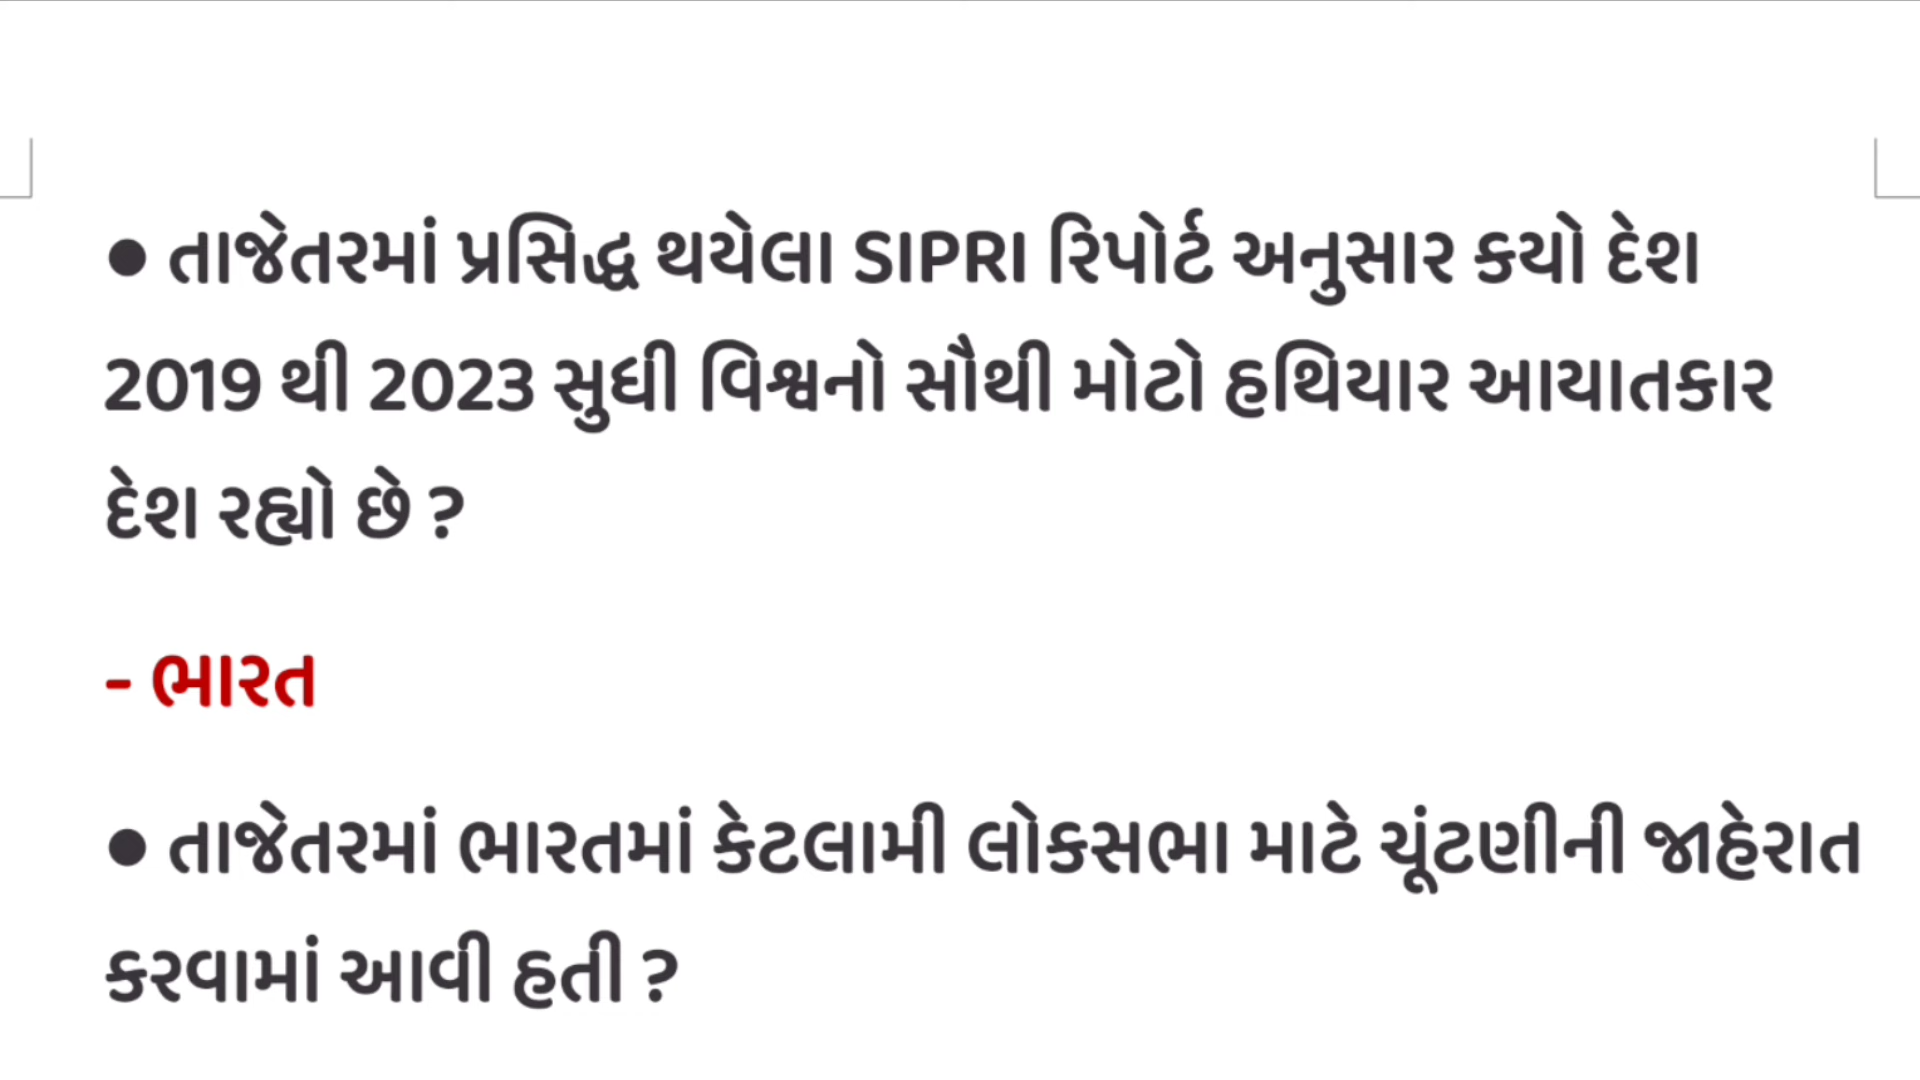 ● તાજેતરમાં પ્રસિદ્ધ થયેલા SIPRI રિપોર્ટ અનુસાર કયો દેશ
2019 થી 2023 સુધી વિશ્વનો સૌથી મોટો હથિયાર આયાતકાર
દેશ રહ્યો છે ?
- ભારત
● તાજેતરમાં ભારતમાં કેટલામી લોકસભા માટે ચૂંટણીની જાહેરાત
કરવામાં આવી હતી ?